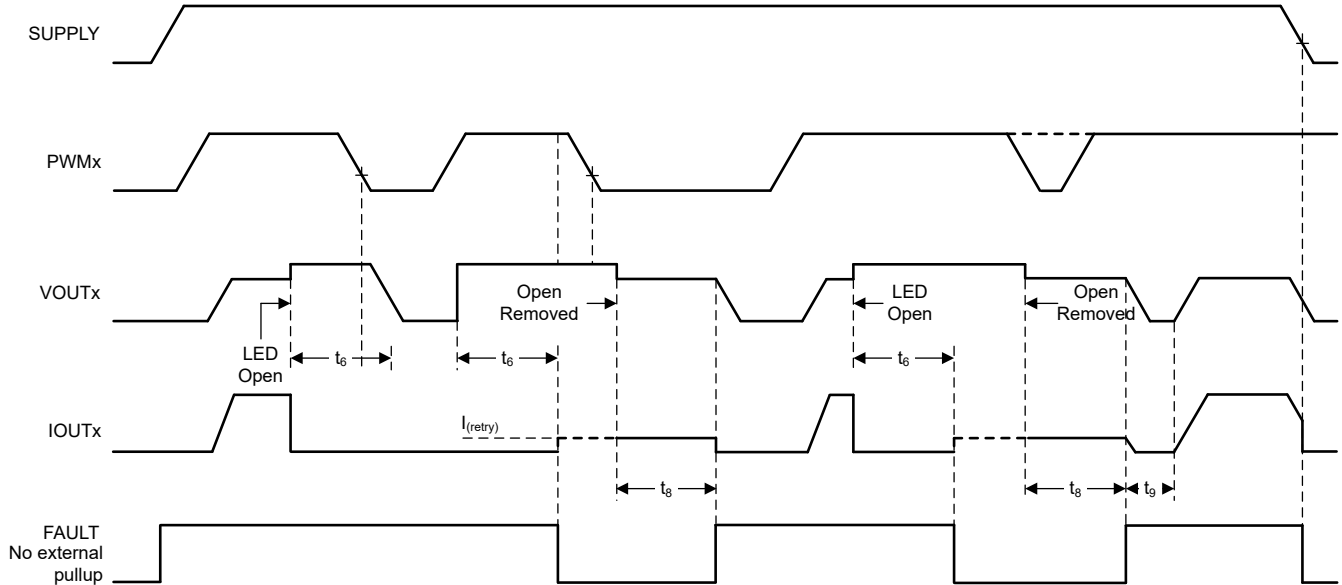 SUPPLY
PWMx
VOUTx
LED
Open
t6
t6
Open
Removed
LED
Open
t6
Open
Removed
IOUTx
I(retry)
t8
t8
t9
FAULT
No external
pullup